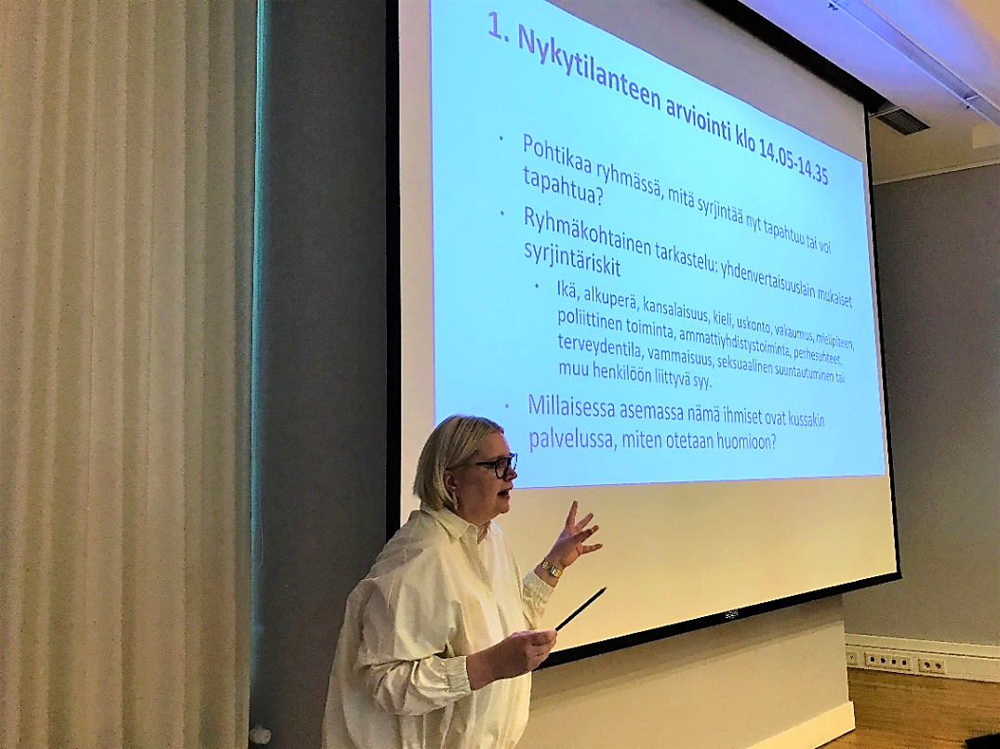 1. Nykytilanteen arviointi klo 14.05-14.35
• Pohtikaa ryhmässä, mitä syrjintää nyt tapahtuu tai voi
tapahtua?
• Ryhmäkohtainen tarkastelu: yhdenvertaisuuslain mukaiset
syrjintäriskit
• Ikä, alkuperä, kansalaisuus, kieli, uskonto, vakaumus, mielipiteen,
poliittinen toiminta, ammattiyhdistystoiminta, perhesuhteet,
terveydentila, vammaisuus, seksuaalinen suuntautuminen tai
muu henkilöön liittyvä syy.
• Millaisessa asemassa nämä ihmiset ovat kussakin
palvelussa, miten otetaan huomioon?